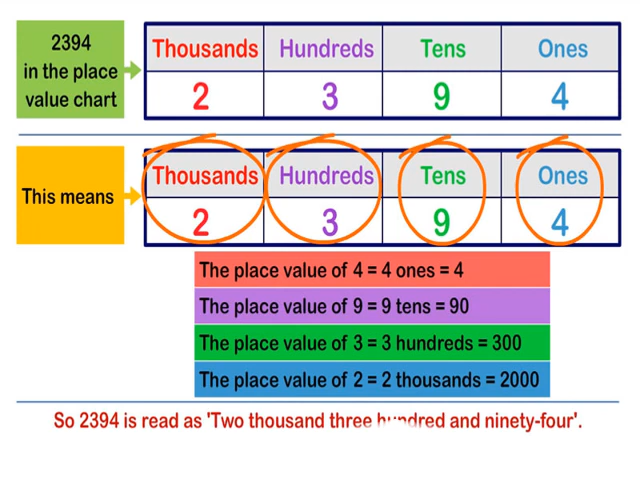 2394
in the place
value chart
Thousands Hundreds Tens Ones
2 3 9 4
This means
Thousands Hundreds Tens Ones
2 3 9 4
The place value of 4 = 4 ones = 4
The place value of 9 = 9 tens = 90
The place value of 3 = 3 hundreds = 300
The place value of 2 = 2 thousands = 2000
So 2394 is read as 'Two thousand three hundred and ninety-four'.